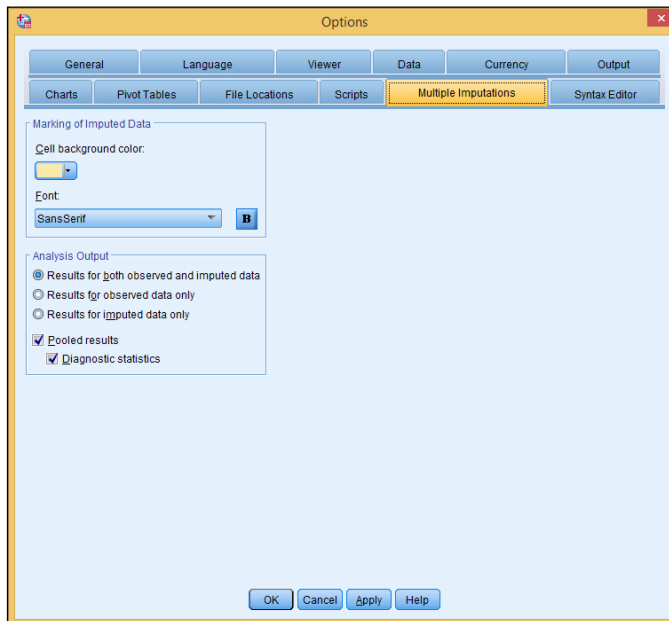 Options
General Language Viewer Data Currency Output
Charts Pivot Tables File Locations Scripts Multiple Imputations Syntax Editor
Marking of Imputed Data
Cell background color:
Font:
SansSerif B
Analysis Output
Results for both observed and imputed data
Results for observed data only
Results for imputed data only
Pooled results
Diagnostic statistics
OK Cancel Apply Help